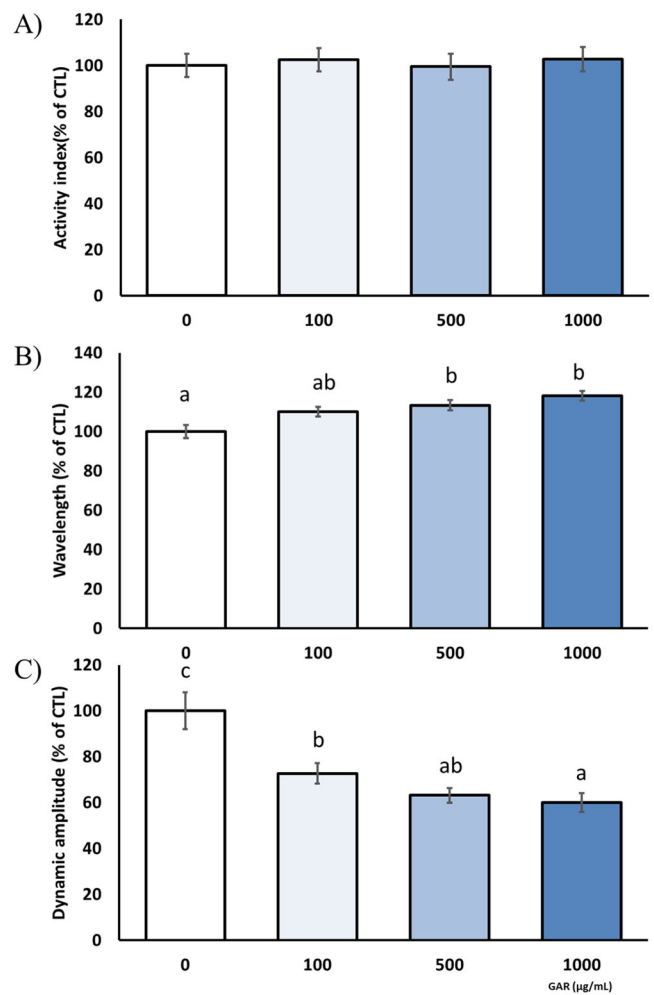 A)
Activity index(% of CTL)
120
100
80
60
40
20
0
0 100 500 1000
B)
Wavelength (% of CTL)
140
120
100
80
60
40
20
0
a ab b b
0 100 500 1000
C)
Dynamic amplitude (% of CTL)
120
100
80
60
40
20
0
c b ab a
0 100 500 1000
GAR (µg/mL)